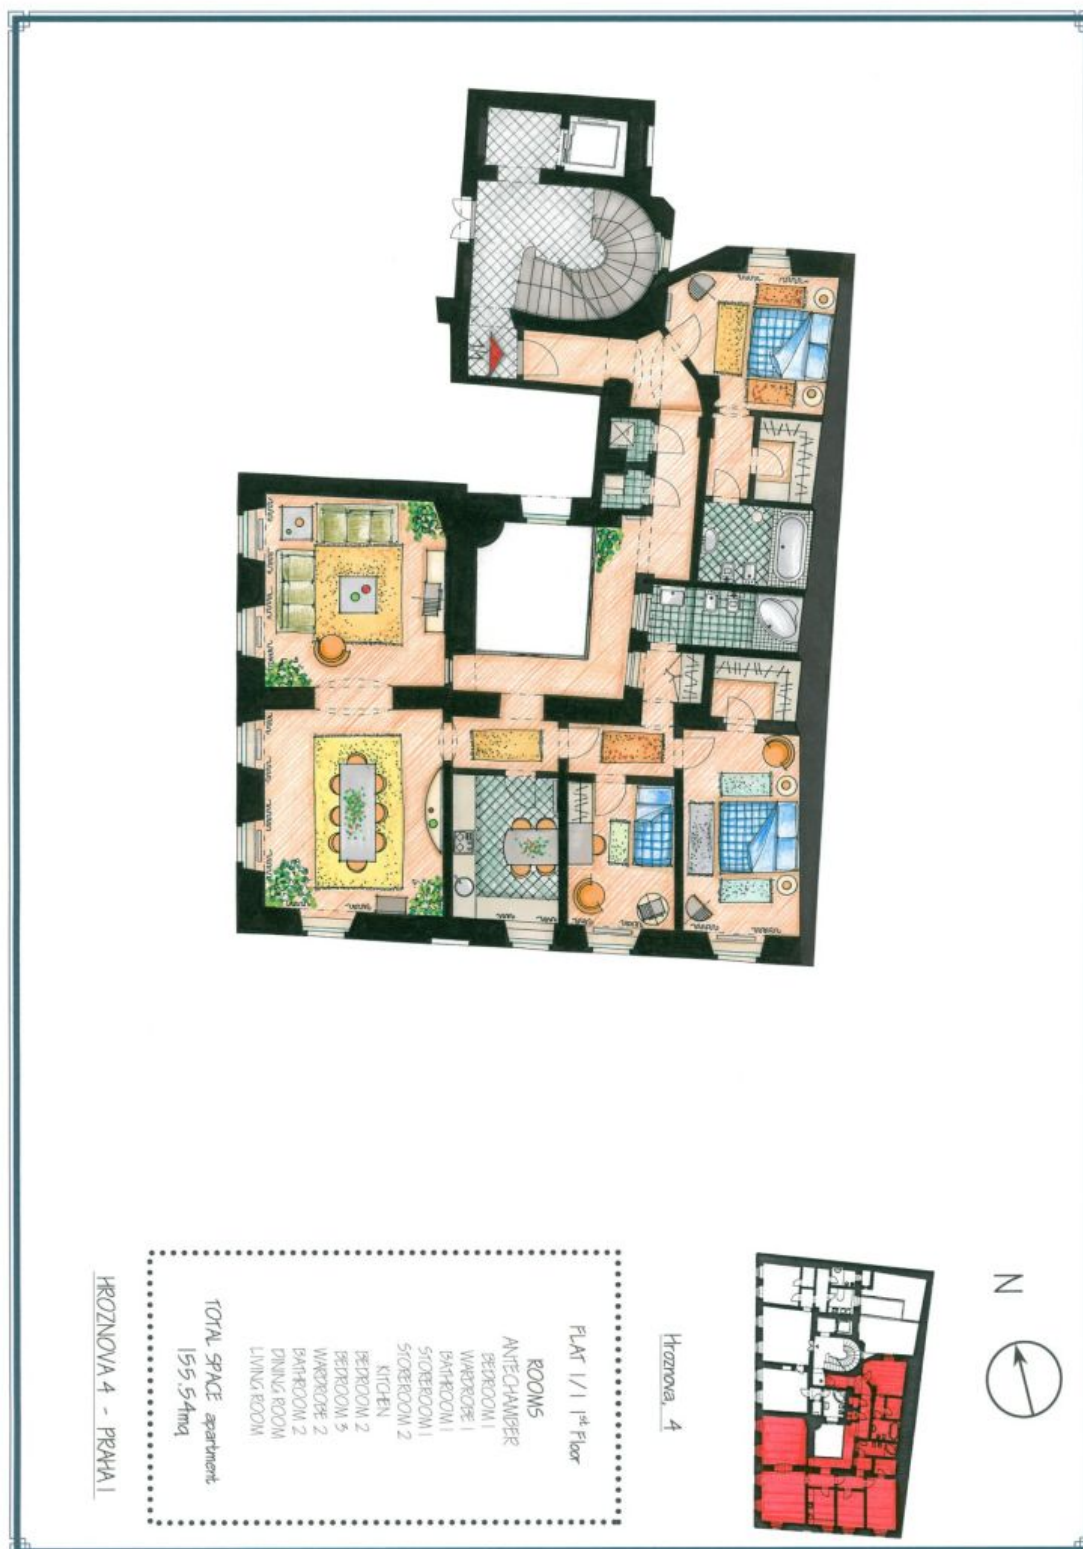 N
Hroznova, 4
FLAT 1/1 1st Floor
ROOMS
ANTECHAMBER
BEDROOM 1
WARDROBE 1
BATHROOM 1
STOREROOM 1
STOREROOM 2
KITCHEN
BEDROOM 2
BEDROOM 3
WARDROBE 2
BATHROOM 2
DINING ROOM
LIVING ROOM
TOTAL SPACE apartment
155.54mq
HROZNOVA 4 - PRAHA 1